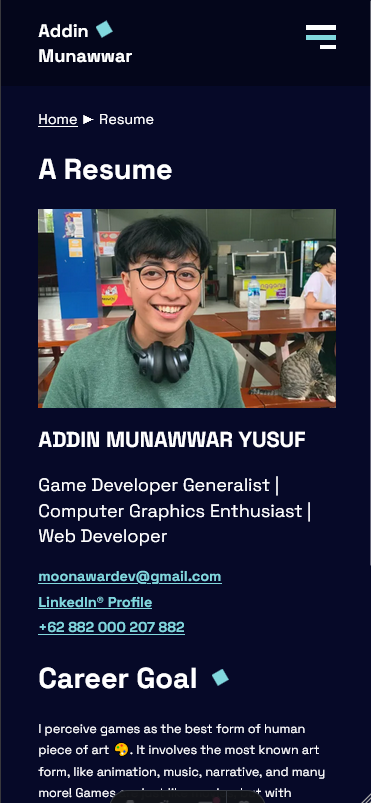 Addin
Munawwar
Home ► Resume
A Resume
ADDIN MUNAWWAR YUSUF
Game Developer Generalist |
Computer Graphics Enthusiast |
Web Developer
moonawardev@gmail.com
LinkedIn® Profile
+62 882 000 207 882
Career Goal
I perceive games as the best form of human
piece of art 🎨. It involves the most known art
form, like animation, music, narrative, and many
more! Games
with